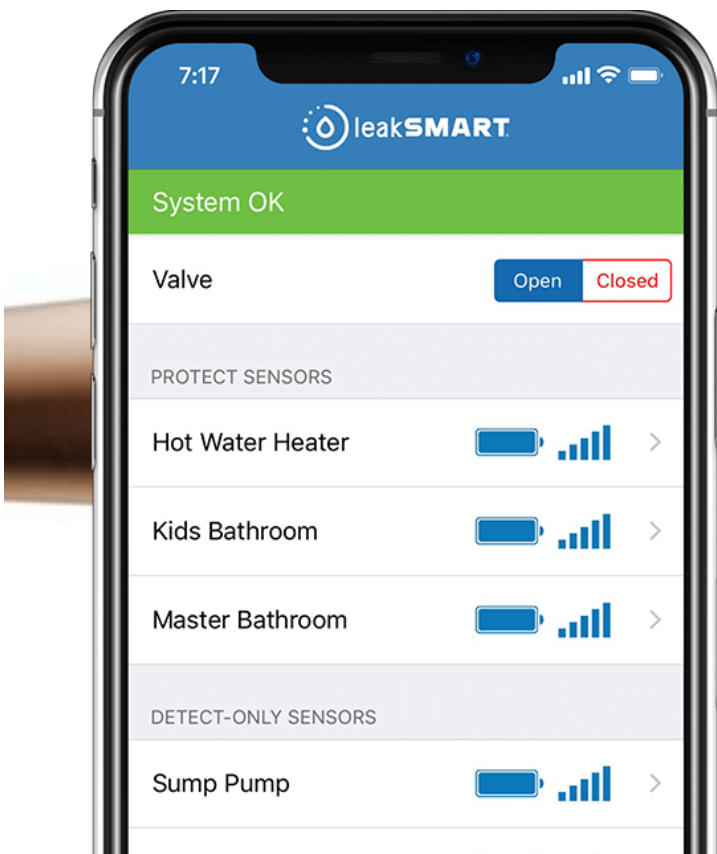 7:17
leakSMART
System OK
Valve Open Closed
PROTECT SENSORS
Hot Water Heater
Kids Bathroom
Master Bathroom
DETECT-ONLY SENSORS
Sump Pump